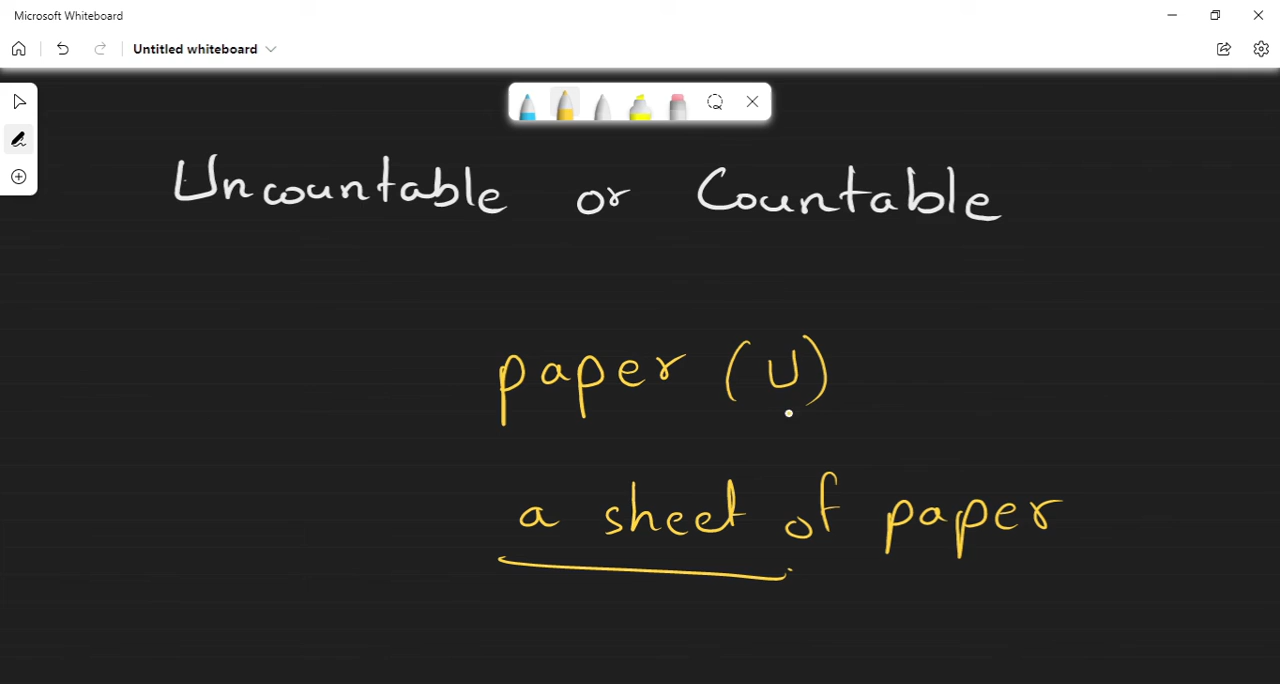 Microsoft Whiteboard
Untitled whiteboard
Uncountable or Countable
paper (U)
a sheet of paper